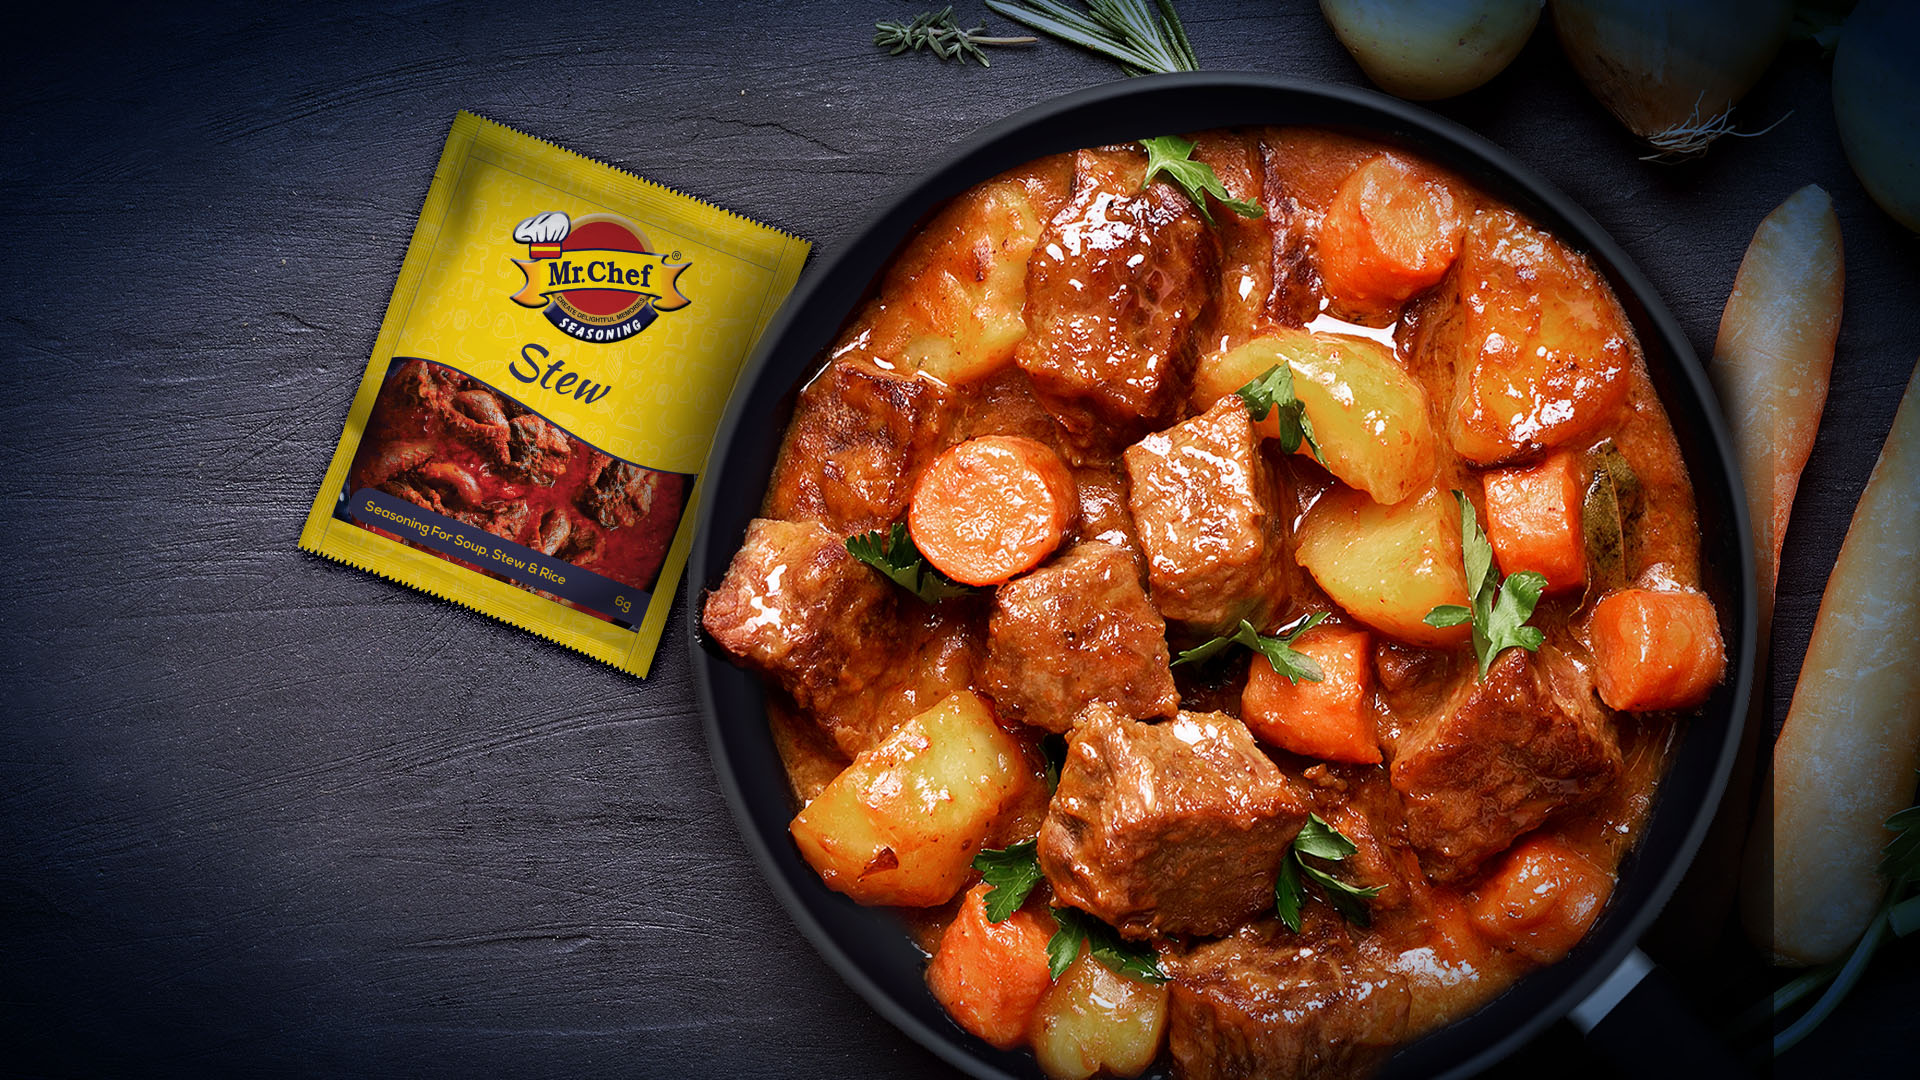 Mr.Chef
®
CREATE DELIGHTFUL MEMORIES
SEASONING
Stew
Seasoning For Soup, Stew & Rice
6g